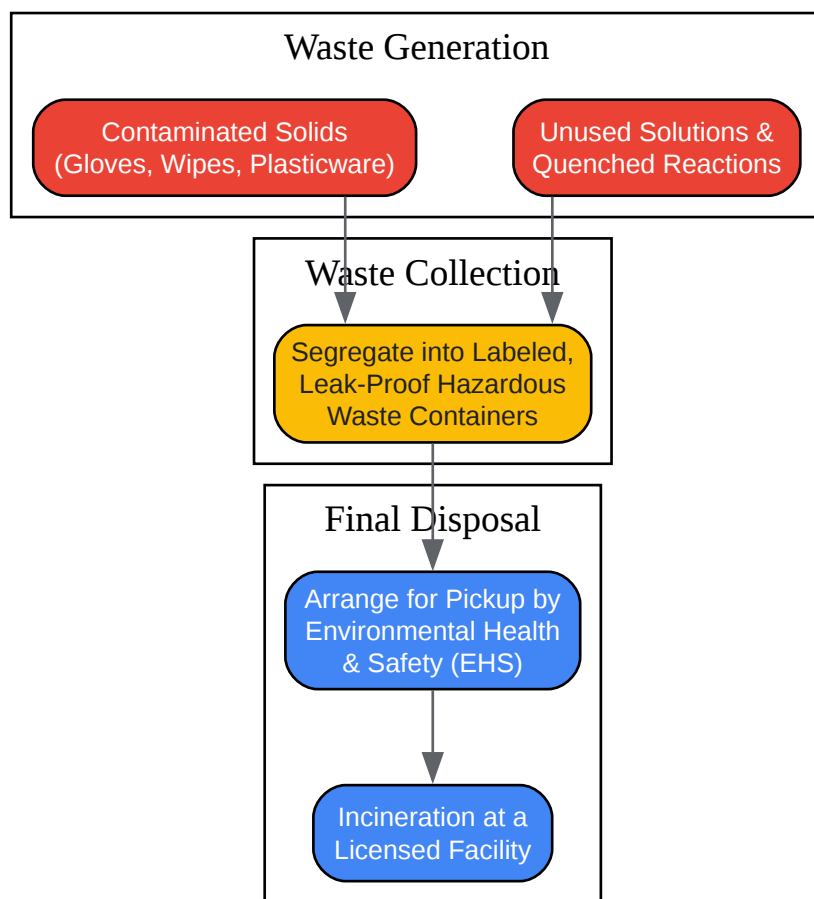 Waste Generation
Contaminated Solids
(Gloves, Wipes, Plasticware)
Unused Solutions &
Quenched Reactions
Waste Collection
Segregate into Labeled,
Leak-Proof Hazardous
Waste Containers
Final Disposal
Arrange for Pickup by
Environmental Health
& Safety (EHS)
Incineration at a
Licensed Facility